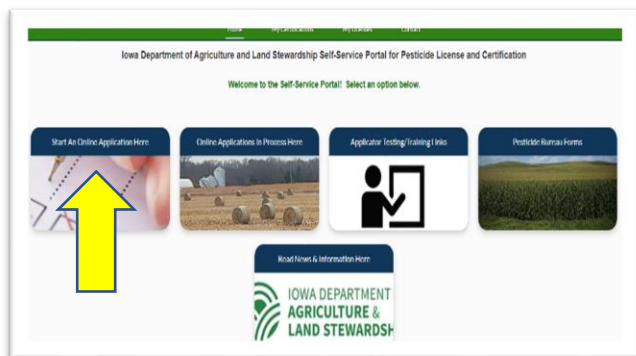 Home My Certifications My Licenses Contact
Iowa Department of Agriculture and Land Stewardship Self-Service Portal for Pesticide License and Certification
Welcome to the Self-Service Portal! Select an option below.
Start An Online Application Here
Online Applications In Process Here
Applicator Testing/Training Links
Pesticide Bureau Forms
Read News & Information Here
IOWA DEPARTMENT
AGRICULTURE &
LAND STEWARDSH